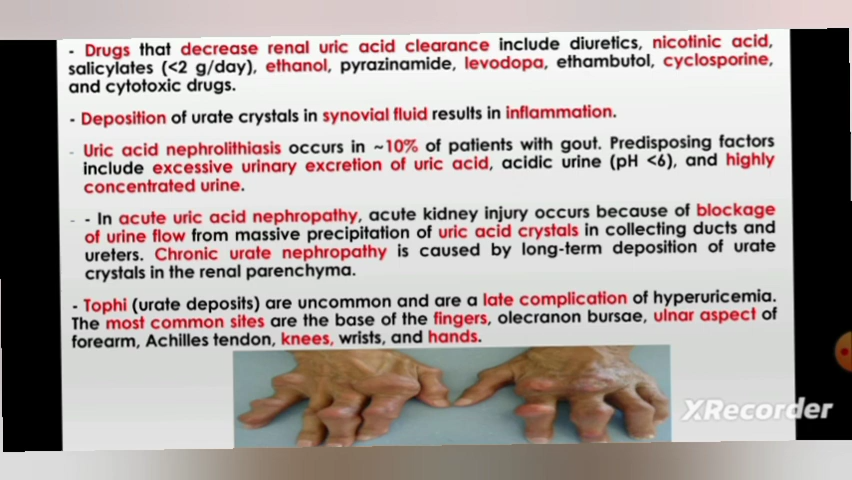 - Drugs that decrease renal uric acid clearance include diuretics, nicotinic acid,
salicylates (<2 g/day), ethanol, pyrazinamide, levodopa, ethambutol, cyclosporine,
and cytotoxic drugs.
- Deposition of urate crystals in synovial fluid results in inflammation.
- Uric acid nephrolithiasis occurs in ~10% of patients with gout. Predisposing factors
include excessive urinary excretion of uric acid, acidic urine (pH <6), and highly
concentrated urine.
- - In acute uric acid nephropathy, acute kidney injury occurs because of blockage
of urine flow from massive precipitation of uric acid crystals in collecting ducts and
ureters. Chronic urate nephropathy is caused by long-term deposition of urate
crystals in the renal parenchyma.
- Tophi (urate deposits) are uncommon and are a late complication of hyperuricemia.
The most common sites are the base of the fingers, olecranon bursae, ulnar aspect of
forearm, Achilles tendon, knees, wrists, and hands.
XRecorder